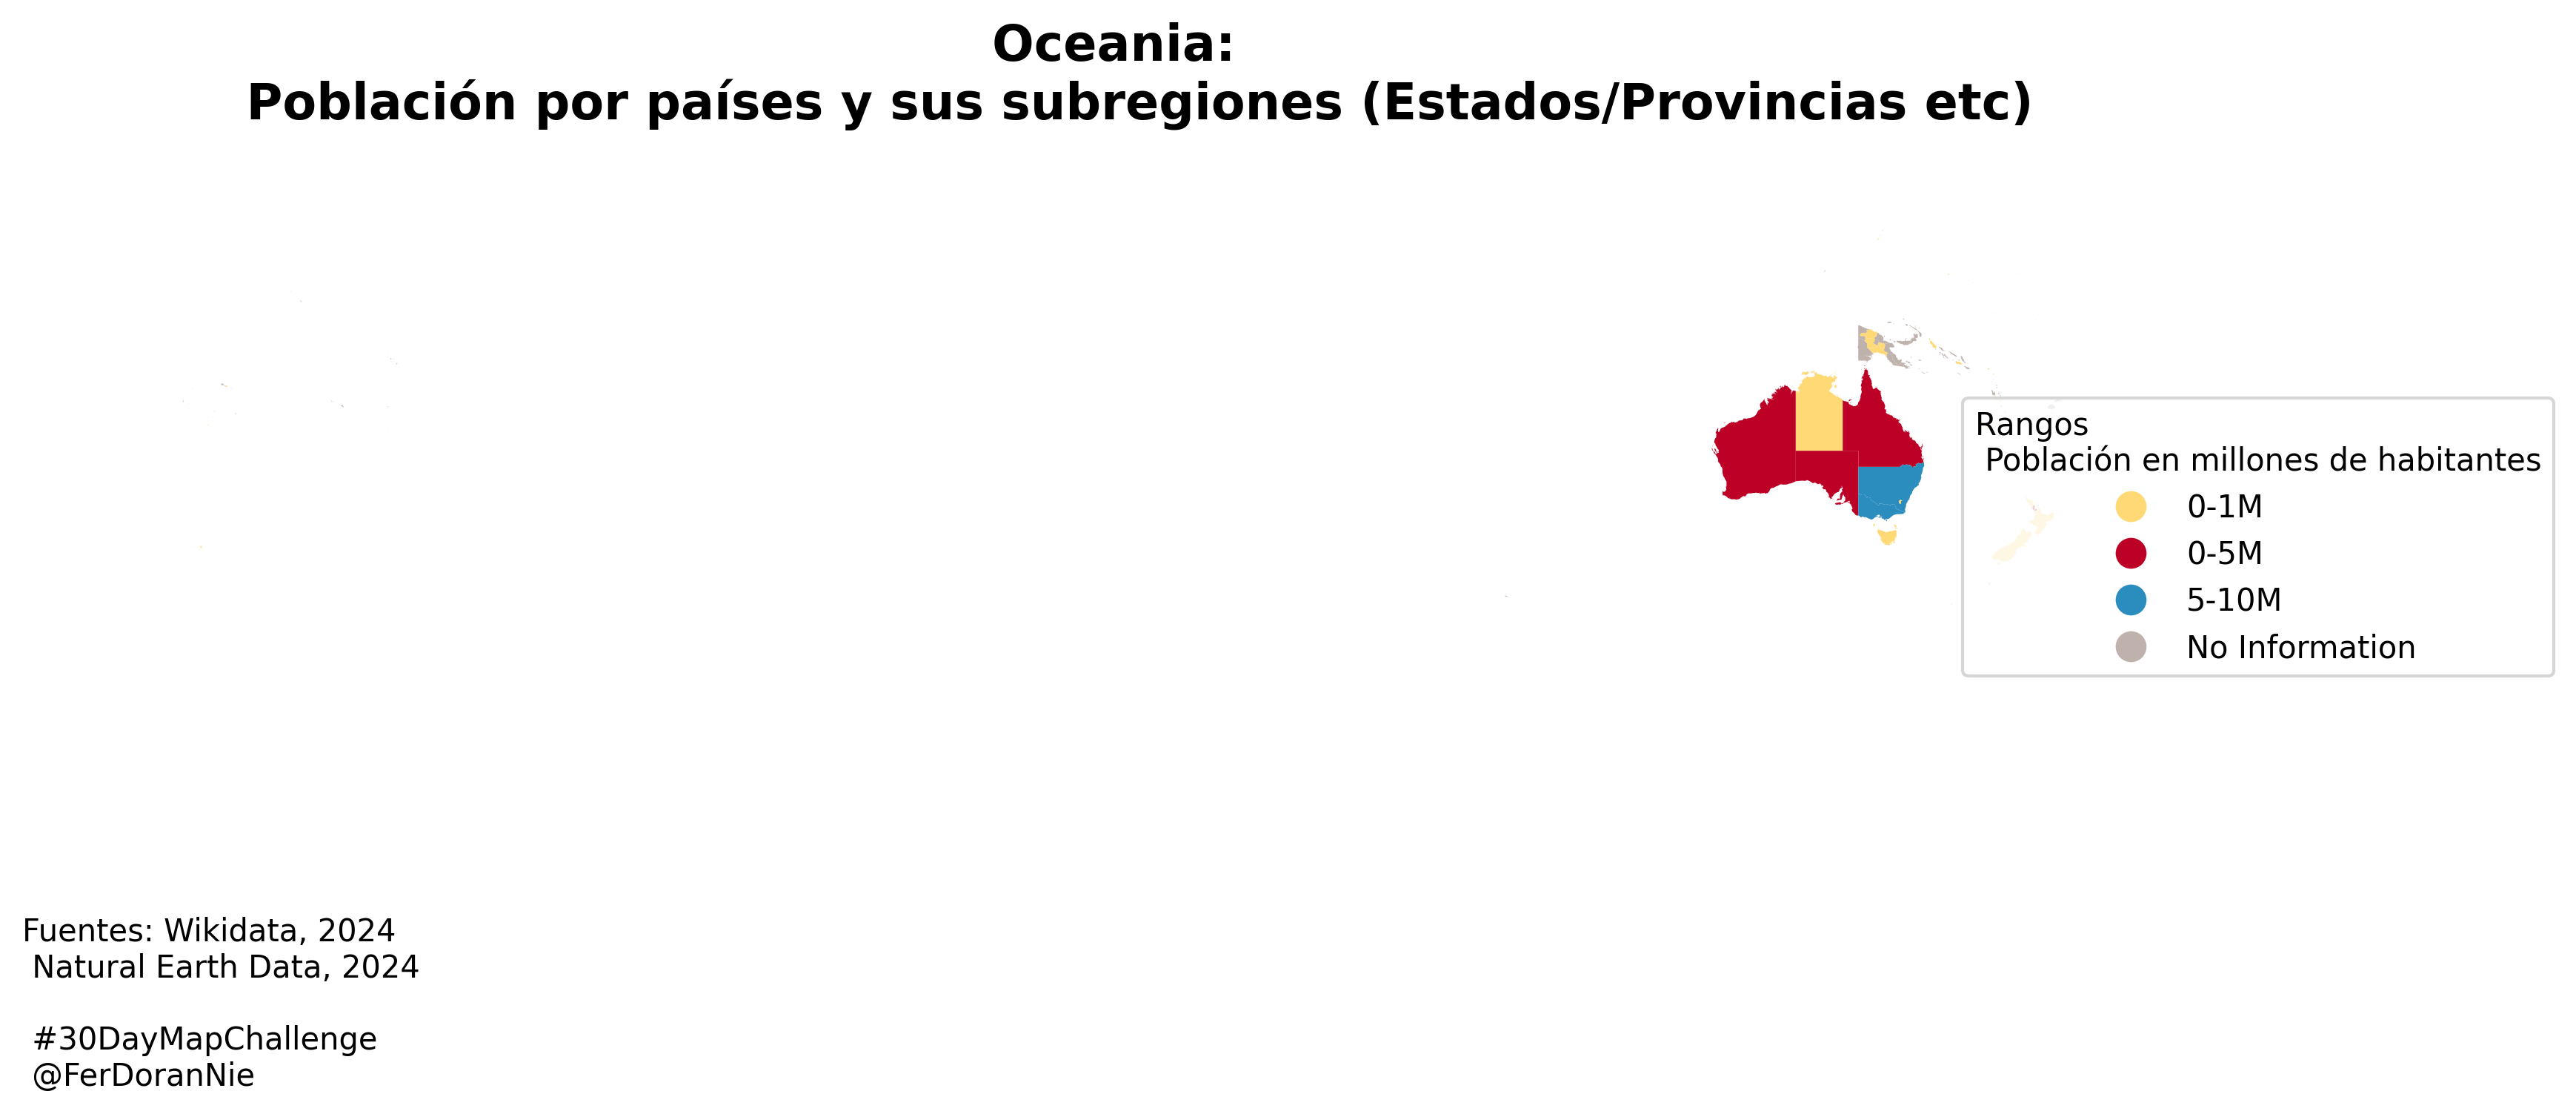 Oceania:
Población por países y sus subregiones (Estados/Provincias etc)
Rangos
Población en millones de habitantes
0-1M
0-5M
5-10M
No Information
Fuentes: Wikidata, 2024
Natural Earth Data, 2024
#30DayMapChallenge
@FerDoranNie